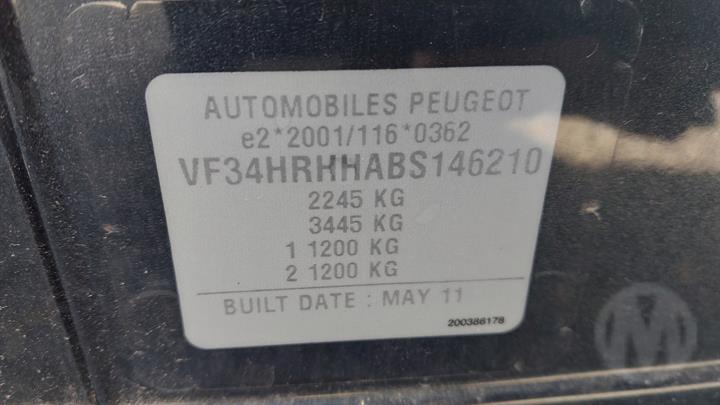 AUTOMOBILES PEUGEOT
e2*2001/116*0362
VF34HRHHABS146210
2245 KG
3445 KG
1 1200 KG
2 1200 KG
BUILT DATE : MAY 11
200386178
M